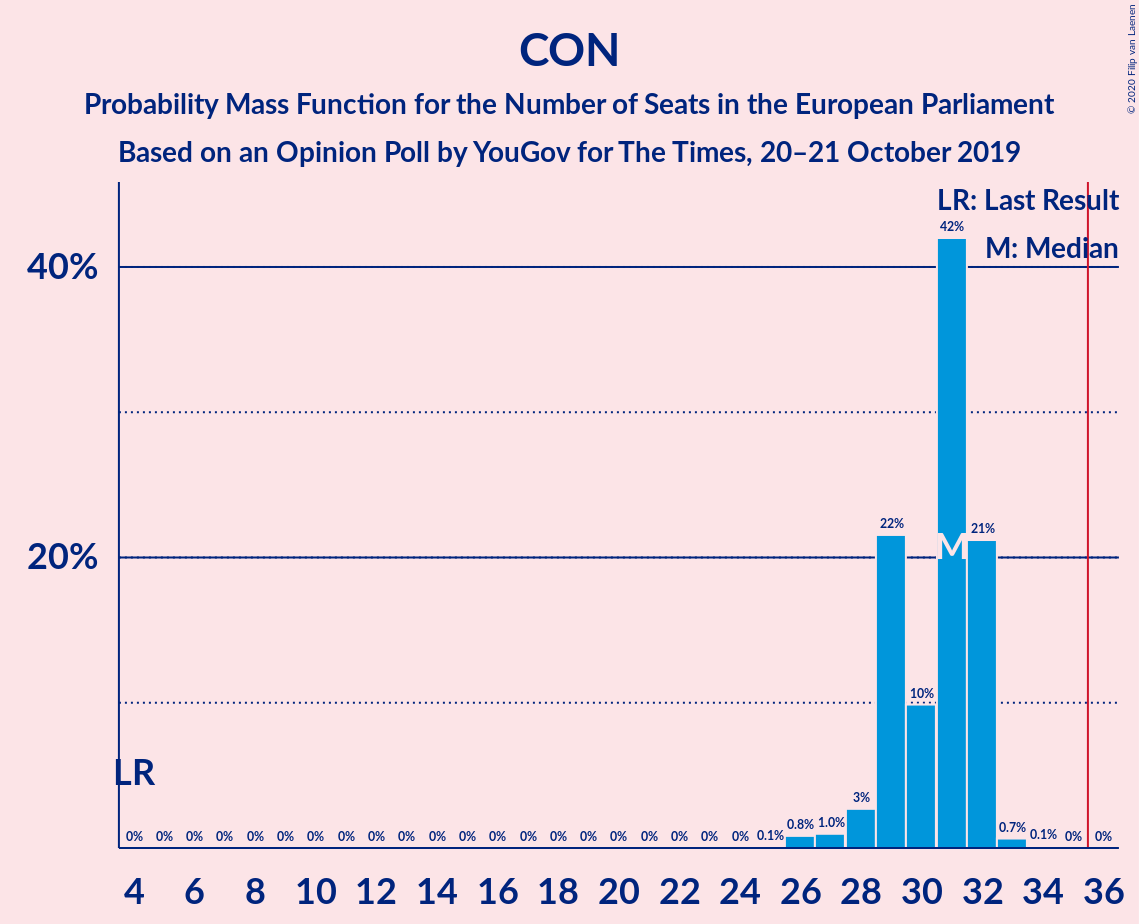 CON
Probability Mass Function for the Number of Seats in the European Parliament
Based on an Opinion Poll by YouGov for The Times, 20–21 October 2019
© 2020 Filip van Laenen
LR: Last Result
M: Median
40%
20%
42%
22%
M
21%
10%
LR
3%
0% 0% 0% 0% 0% 0% 0% 0% 0% 0% 0% 0% 0% 0% 0% 0% 0% 0% 0% 0% 0% 0.1% 0.8% 1.0% 0.7% 0.1% 0% 0%
4 6 8 10 12 14 16 18 20 22 24 26 28 30 32 34 36